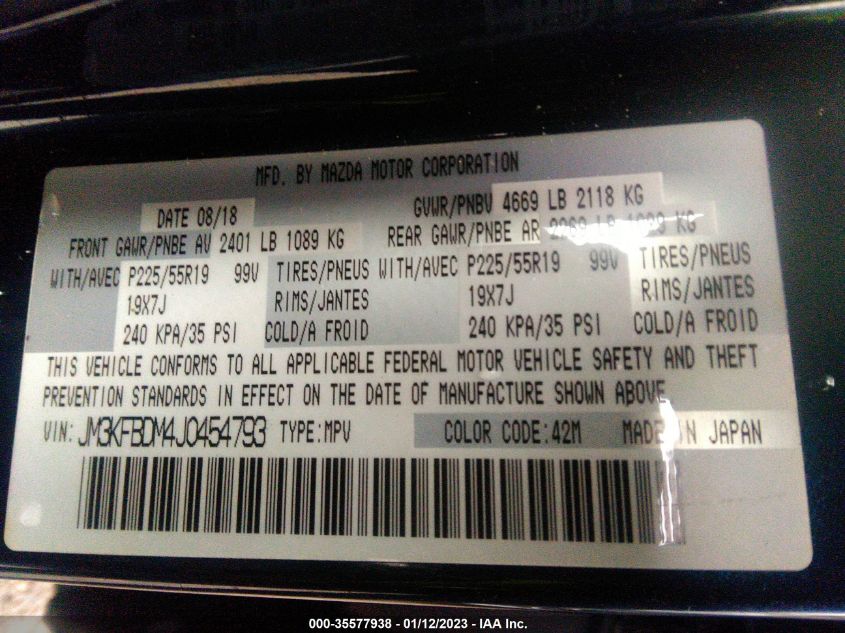 MFD. BY MAZDA MOTOR CORPORATION
DATE 08/18 GVWR/PNBV 4669 LB 2118 KG
FRONT GAWR/PNBE AV 2401 LB 1089 KG REAR GAWR/PNBE AR 2269 LB 1029 KG
WITH/AVEC P225/55R19 99V TIRES/PNEUS WITH/AVEC P225/55R19 99V TIRES/PNEUS
19X7J RIMS/JANTES 19X7J RIMS/JANTES
240 KPA/35 PSI COLD/A FROID 240 KPA/35 PSI COLD/A FROID
THIS VEHICLE CONFORMS TO ALL APPLICABLE FEDERAL MOTOR VEHICLE SAFETY AND THEFT
PREVENTION STANDARDS IN EFFECT ON THE DATE OF MANUFACTURE SHOWN ABOVE
VIN: JM3KFBDM4J0454793 TYPE:MPV COLOR CODE:42M MADE IN JAPAN
000-35577938 - 01/12/2023 - IAA Inc.